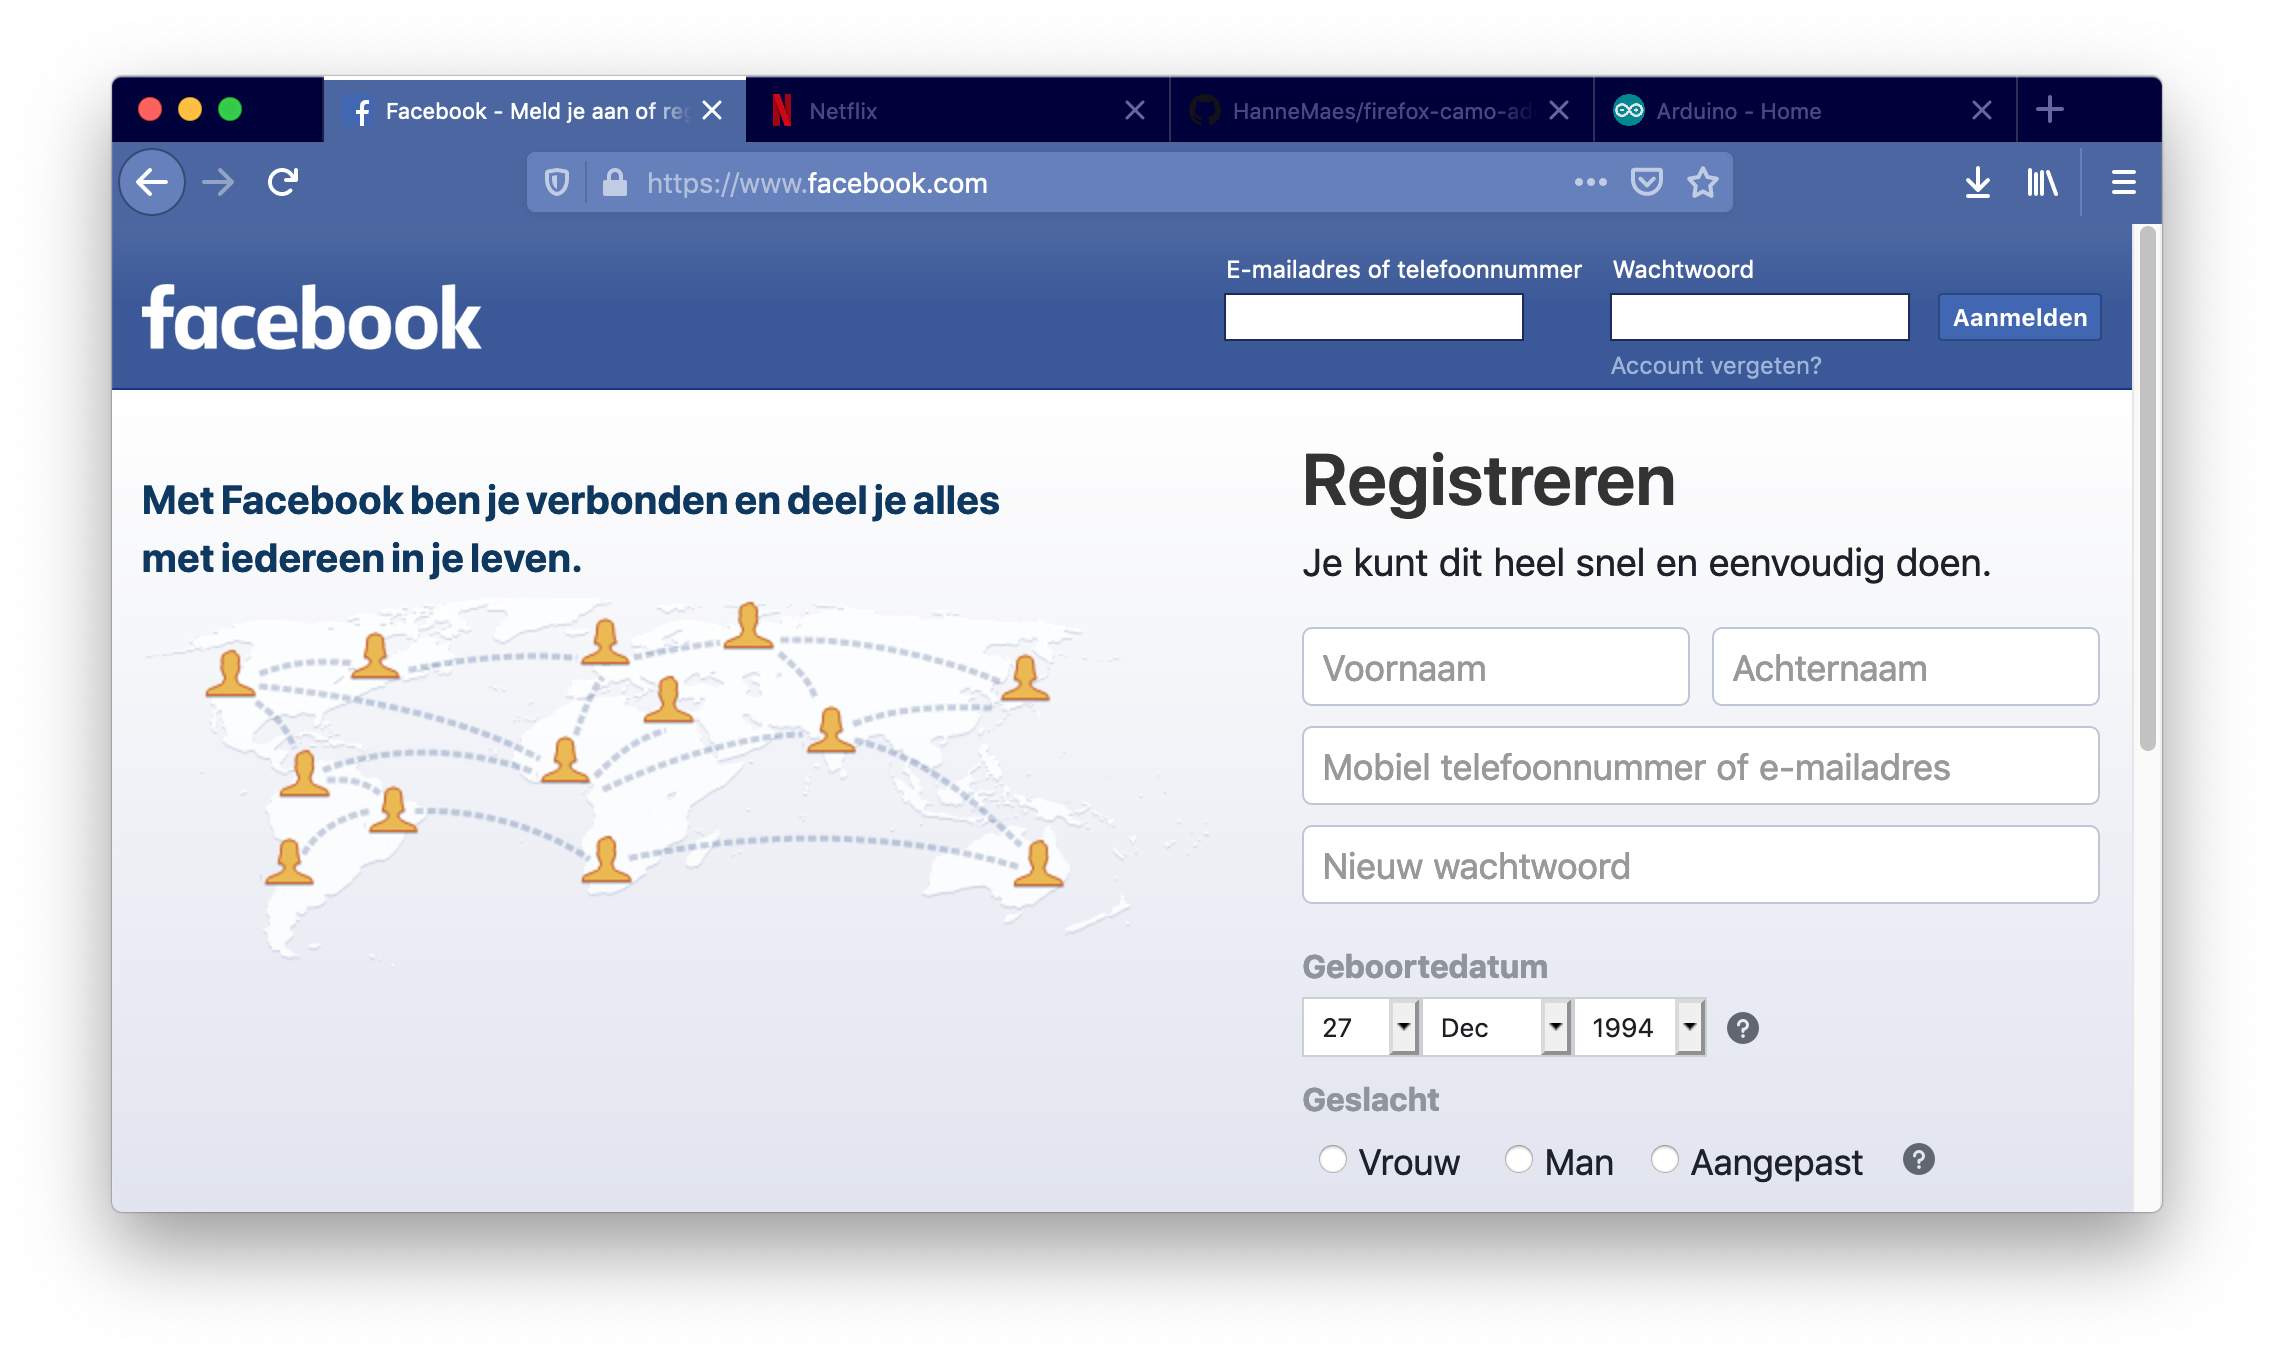 Facebook - Meld je aan of reg
Netflix
HanneMaes/firefox-camo-ad
Arduino - Home
https://www.facebook.com
facebook
E-mailadres of telefoonnummer
Wachtwoord
Aanmelden
Account vergeten?
Met Facebook ben je verbonden en deel je alles
met iedereen in je leven.
Registreren
Je kunt dit heel snel en eenvoudig doen.
Voornaam
Achternaam
Mobiel telefoonnummer of e-mailadres
Nieuw wachtwoord
Geboortedatum
27 Dec 1994 ?
Geslacht
Vrouw Man Aangepast ?